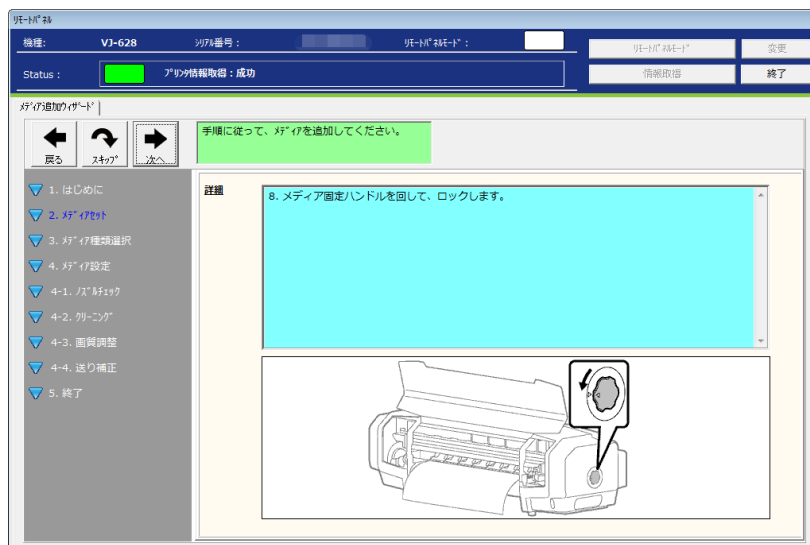 ﾘﾓｰﾄﾊﾟﾈﾙ
機種: VJ-628 ｼﾘｱﾙ番号： ﾘﾓｰﾄﾊﾟﾈﾙﾓｰﾄﾞ：
ﾘﾓｰﾄﾊﾟﾈﾙﾓｰﾄﾞ 変更
Status： ﾌﾟﾘﾝﾀ情報取得：成功
情報取得 終了
ﾒﾃﾞｨｱ追加ｳｨｻﾞｰﾄﾞ
戻る ｽｷｯﾌﾟ 次へ
手順に従って、ﾒﾃﾞｨｱを追加してください。
1. はじめに
2. ﾒﾃﾞｨｱｾｯﾄ
3. ﾒﾃﾞｨｱ種類選択
4. ﾒﾃﾞｨｱ設定
4-1. ﾉｽﾞﾙﾁｪｯｸ
4-2. ｸﾘｰﾆﾝｸﾞ
4-3. 画質調整
4-4. 送り補正
5. 終了
詳細
8. メディア固定ハンドルを回して、ロックします。